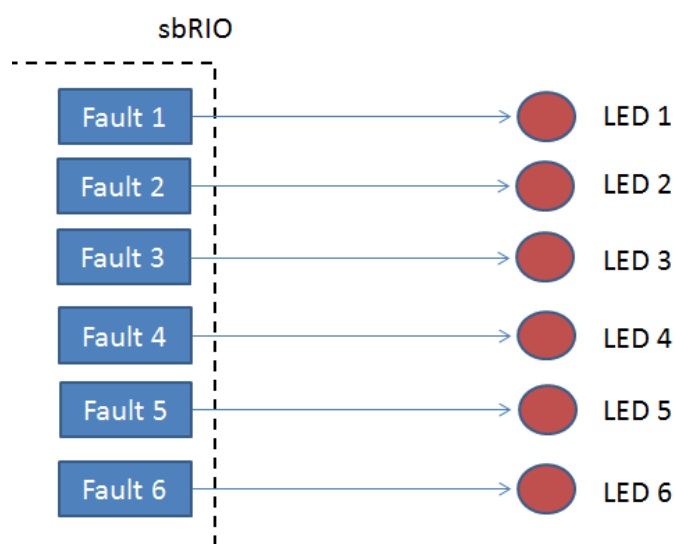 sbRIO
Fault 1
LED 1
Fault 2
LED 2
Fault 3
LED 3
Fault 4
LED 4
Fault 5
LED 5
Fault 6
LED 6